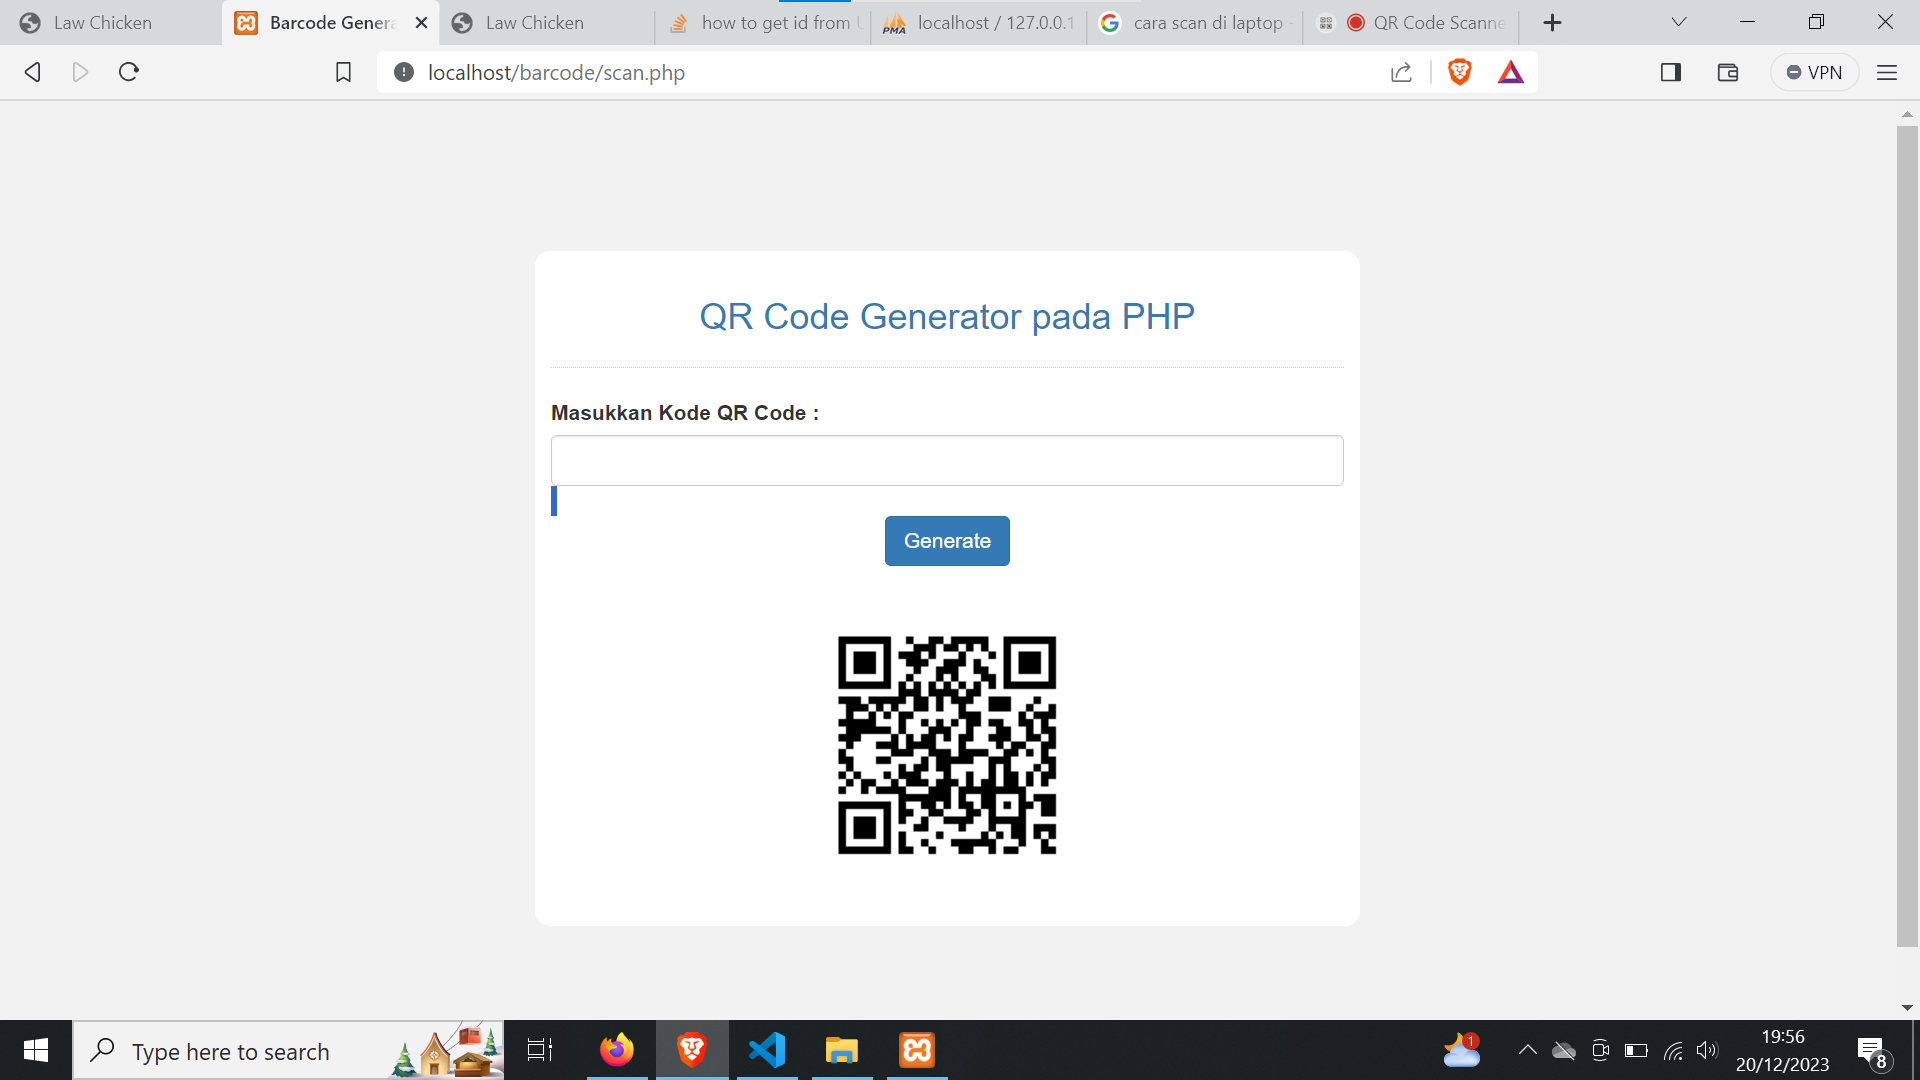 Law Chicken
Barcode Genera
Law Chicken
how to get id from U
localhost / 127.0.0.1
cara scan di laptop -
QR Code Scanne
localhost/barcode/scan.php
VPN
QR Code Generator pada PHP
Masukkan Kode QR Code :
Generate
Type here to search
1
19:56
20/12/2023
8
PMA